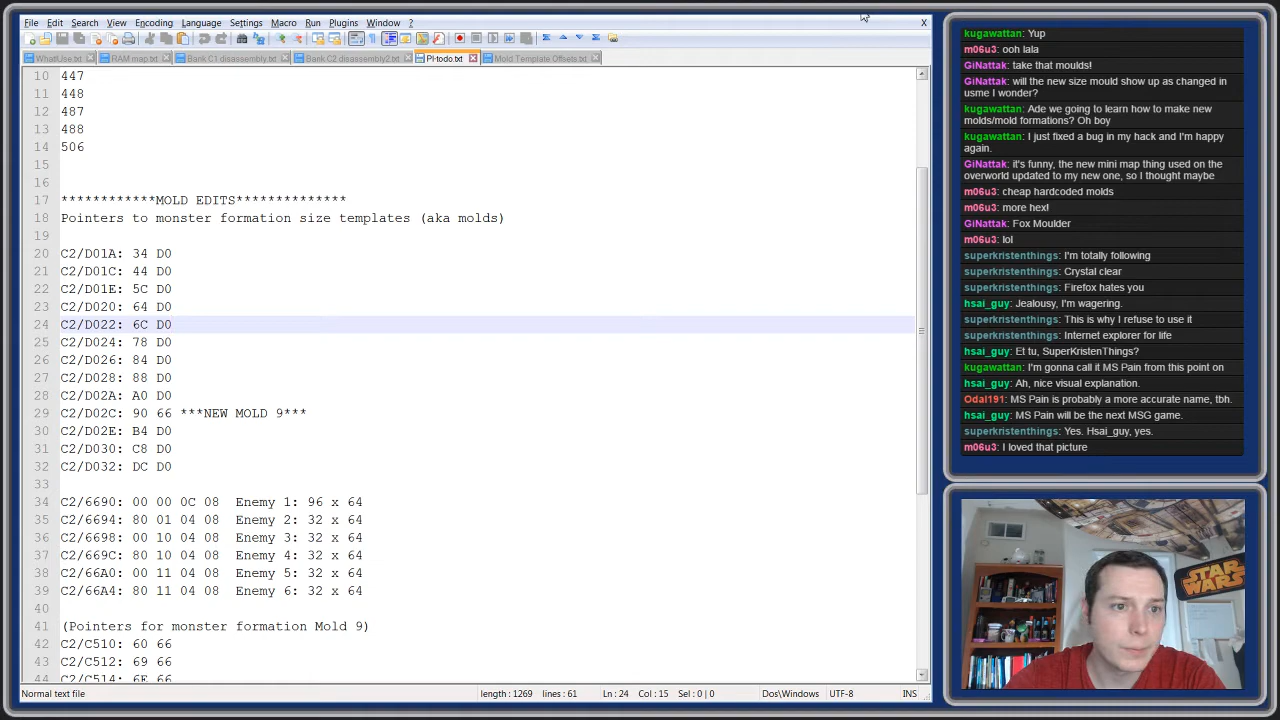 File Edit Search View Encoding Language Settings Macro Run Plugins Window ? X
WhatUse.txt RAM map.txt Bank C1 disassembly.txt Bank C2 disassembly2.txt PI-todo.txt Mold Template Offsets.txt
10 447
11 448
12 487
13 488
14 506
15
16
17 ************MOLD EDITS**************
18 Pointers to monster formation size templates (aka molds)
19
20 C2/D01A: 34 D0
21 C2/D01C: 44 D0
22 C2/D01E: 5C D0
23 C2/D020: 64 D0
24 C2/D022: 6C D0
25 C2/D024: 78 D0
26 C2/D026: 84 D0
27 C2/D028: 88 D0
28 C2/D02A: A0 D0
29 C2/D02C: 90 66 ***NEW MOLD 9***
30 C2/D02E: B4 D0
31 C2/D030: C8 D0
32 C2/D032: DC D0
33
34 C2/6690: 00 00 0C 08 Enemy 1: 96 x 64
35 C2/6694: 80 01 04 08 Enemy 2: 32 x 64
36 C2/6698: 00 10 04 08 Enemy 3: 32 x 64
37 C2/669C: 80 10 04 08 Enemy 4: 32 x 64
38 C2/66A0: 00 11 04 08 Enemy 5: 32 x 64
39 C2/66A4: 80 11 04 08 Enemy 6: 32 x 64
40
41 (Pointers for monster formation Mold 9)
42 C2/C510: 60 66
43 C2/C512: 69 66
44 C2/C514: 6E 66
Normal text file length : 1269 lines : 61 Ln : 24 Col : 15 Sel : 0 | 0 Dos\Windows UTF-8 INS
kugawattan: Yup
m06u3: ooh lala
GiNattak: take that moulds!
GiNattak: will the new size mould show up as changed in
usme I wonder?
kugawattan: Ade we going to learn how to make new
molds/mold formations? Oh boy
kugawattan: I just fixed a bug in my hack and I'm happy
again.
GiNattak: it's funny, the new mini map thing used on the
overworld updated to my new one, so I thought maybe
m06u3: cheap hardcoded molds
m06u3: more hex!
GiNattak: Fox Moulder
m06u3: lol
superkristenthings: I'm totally following
superkristenthings: Crystal clear
superkristenthings: Firefox hates you
hsai_guy: Jealousy, I'm wagering.
superkristenthings: This is why I refuse to use it
superkristenthings: Internet explorer for life
hsai_guy: Et tu, SuperKristenThings?
kugawattan: I'm gonna call it MS Pain from this point on
hsai_guy: Ah, nice visual explanation.
Odal191: MS Pain is probably a more accurate name, tbh.
hsai_guy: MS Pain will be the next MSG game.
superkristenthings: Yes. Hsai_guy, yes.
m06u3: I loved that picture
STAR
WARS